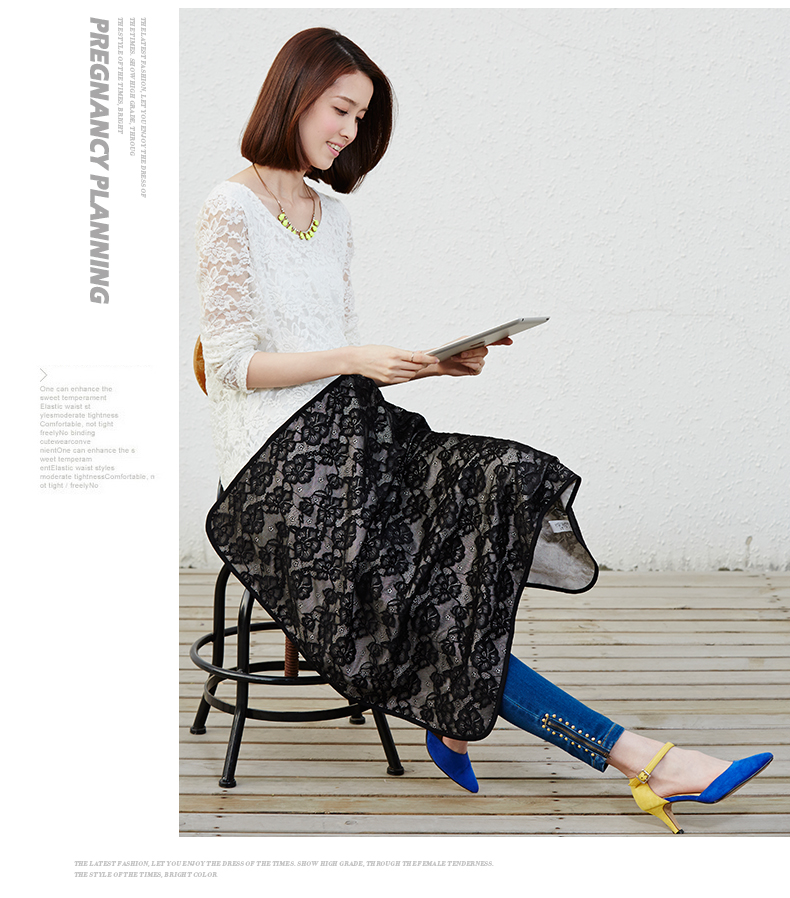 THE LATEST FASHION, LET YOU ENJOY THE DRESS OF
THE TIMES. SHOW HIGH GRADE, THROUG
THE STYLE OF THE TIMES, BRIGHT
PREGNANCY PLANNING
One can enhance the
sweet temperament
Elastic waist st
ylesmoderate tightness
Comfortable, not tight
freelyNo binding
cutewearconve
nientOne can enhance the s
weet temperam
entElastic waist styles
moderate tightnessComfortable, n
ot tight / freelyNo
THE LATEST FASHION, LET YOU ENJOY THE DRESS OF THE TIMES. SHOW HIGH GRADE, THROUGH THE FEMALE TENDERNESS.
THE STYLE OF THE TIMES, BRIGHT COLOR